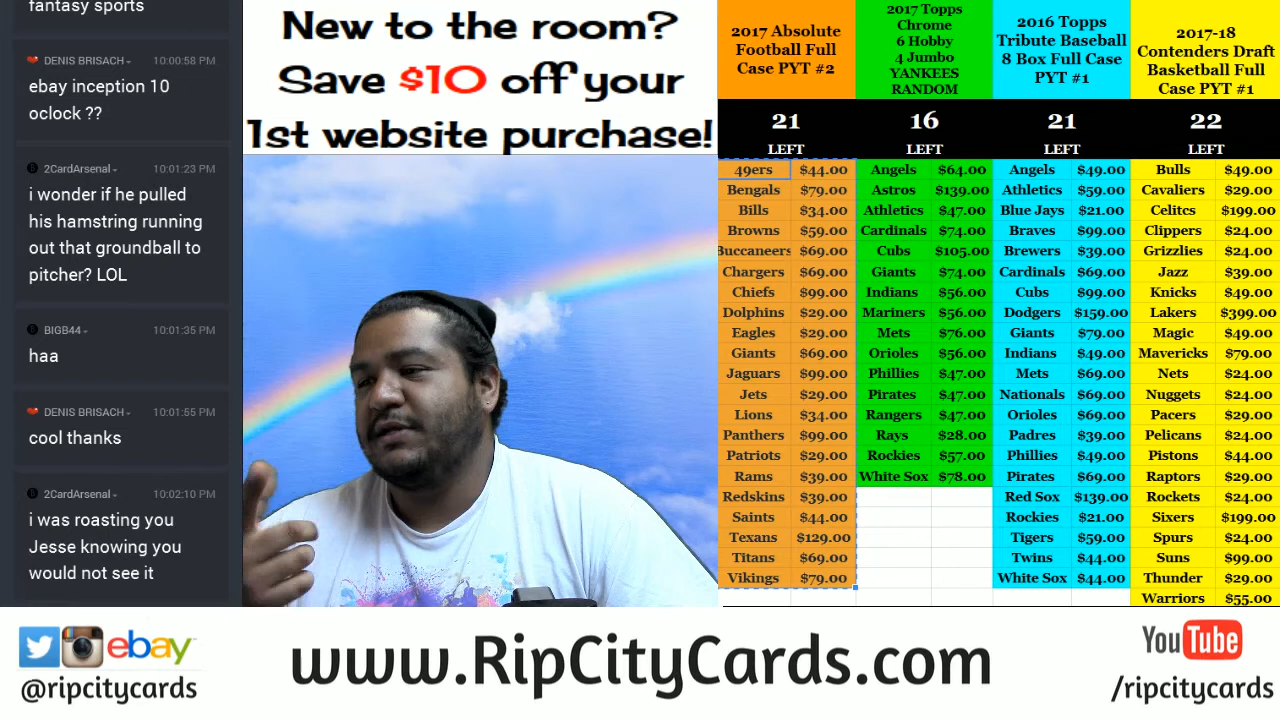 fantasy sports
DENIS BRISACH 10:00:58 PM
ebay inception 10
oclock ??
2CardArsenal 10:01:23 PM
i wonder if he pulled
his hamstring running
out that groundball to
pitcher? LOL
BIGB44 10:01:35 PM
haa
DENIS BRISACH 10:01:55 PM
cool thanks
2CardArsenal 10:02:10 PM
i was roasting you
Jesse knowing you
would not see it
New to the room?
Save $10 off your
1st website purchase!
2017 Absolute
Football Full
Case PYT #2
21
LEFT
49ers $44.00
Bengals $79.00
Bills $34.00
Browns $59.00
Buccaneers $69.00
Chargers $69.00
Chiefs $99.00
Dolphins $29.00
Eagles $29.00
Giants $69.00
Jaguars $99.00
Jets $29.00
Lions $34.00
Panthers $99.00
Patriots $29.00
Rams $39.00
Redskins $39.00
Saints $44.00
Texans $129.00
Titans $69.00
Vikings $79.00
2017 Topps
Chrome
6 Hobby
4 Jumbo
YANKEES
RANDOM
16
LEFT
Angels $64.00
Astros $139.00
Athletics $47.00
Cardinals $74.00
Cubs $105.00
Giants $74.00
Indians $56.00
Mariners $56.00
Mets $76.00
Orioles $56.00
Phillies $47.00
Pirates $47.00
Rangers $47.00
Rays $28.00
Rockies $57.00
White Sox $78.00
2016 Topps
Tribute Baseball
8 Box Full Case
PYT #1
21
LEFT
Angels $49.00
Athletics $59.00
Blue Jays $21.00
Braves $99.00
Brewers $39.00
Cardinals $69.00
Cubs $99.00
Dodgers $159.00
Giants $79.00
Indians $49.00
Mets $69.00
Nationals $69.00
Orioles $69.00
Padres $39.00
Phillies $49.00
Pirates $69.00
Red Sox $139.00
Rockies $21.00
Tigers $59.00
Twins $44.00
White Sox $44.00
2017-18
Contenders Draft
Basketball Full
Case PYT #1
22
LEFT
Bulls $49.00
Cavaliers $29.00
Celitcs $199.00
Clippers $24.00
Grizzlies $24.00
Jazz $39.00
Knicks $49.00
Lakers $399.00
Magic $49.00
Mavericks $79.00
Nets $24.00
Nuggets $24.00
Pacers $29.00
Pelicans $24.00
Pistons $44.00
Raptors $29.00
Rockets $24.00
Sixers $199.00
Spurs $24.00
Suns $99.00
Thunder $29.00
Warriors $55.00
ebay
@ripcitycards
www.RipCityCards.com
YouTube
/ripcitycards